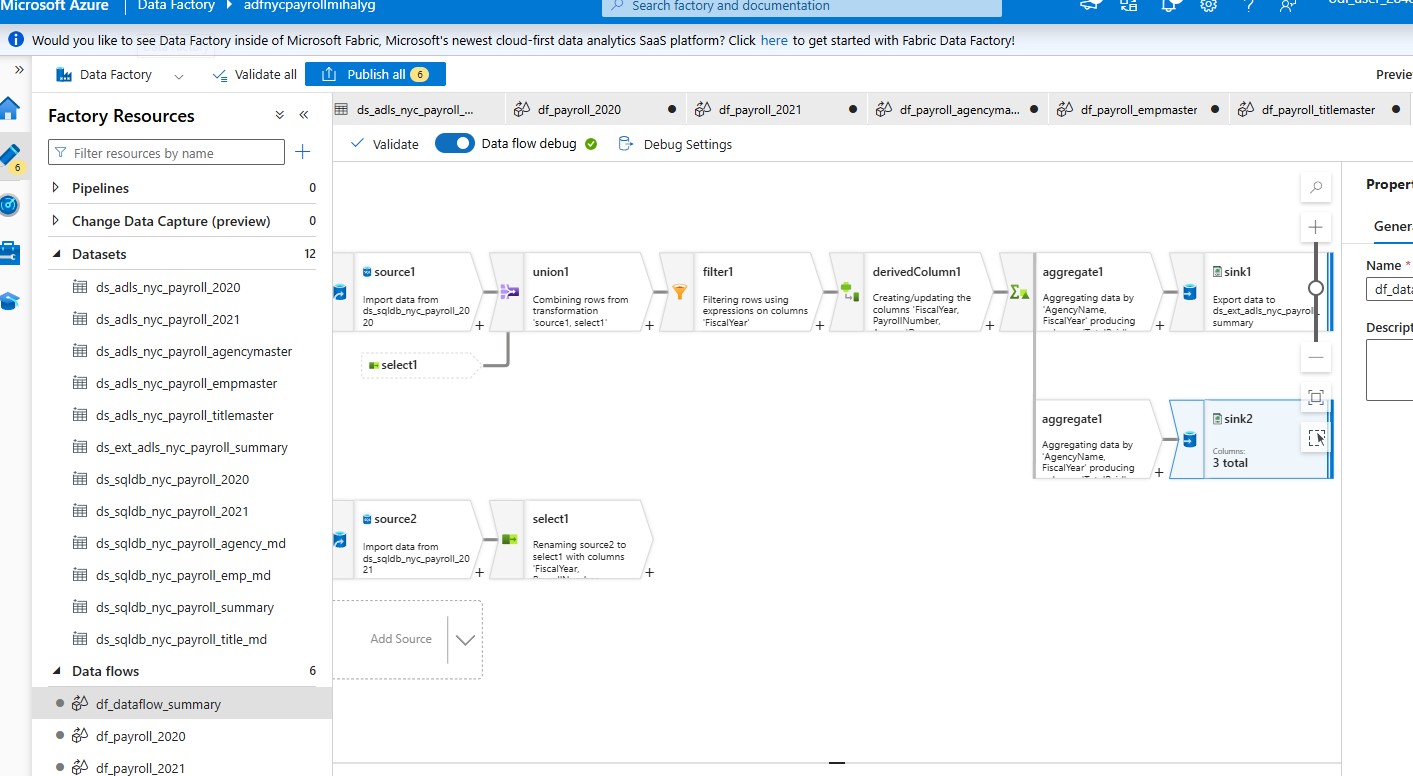 Microsoft Azure
Data Factory
adfnycpayrollmihalyg
Search factory and documentation
Would you like to see Data Factory inside of Microsoft Fabric, Microsoft's newest cloud-first data analytics SaaS platform? Click here to get started with Fabric Data Factory!
Data Factory
Validate all
Publish all 6
6
Factory Resources
Filter resources by name
Pipelines 0
Change Data Capture (preview) 0
Datasets 12
ds_adls_nyc_payroll_2020
ds_adls_nyc_payroll_2021
ds_adls_nyc_payroll_agencymaster
ds_adls_nyc_payroll_empmaster
ds_adls_nyc_payroll_titlemaster
ds_ext_adls_nyc_payroll_summary
ds_sqldb_nyc_payroll_2020
ds_sqldb_nyc_payroll_2021
ds_sqldb_nyc_payroll_agency_md
ds_sqldb_nyc_payroll_emp_md
ds_sqldb_nyc_payroll_summary
ds_sqldb_nyc_payroll_title_md
Data flows 6
df_dataflow_summary
df_payroll_2020
df_payroll_2021
ds_adls_nyc_payroll_...
df_payroll_2020
df_payroll_2021
df_payroll_agencyma...
df_payroll_empmaster
df_payroll_titlemaster
Validate
Data flow debug
Debug Settings
source1
Import data from
ds_sqldb_nyc_payroll_20
20
union1
Combining rows from
transformation
'source1, select1'
filter1
Filtering rows using
expressions on columns
'FiscalYear'
derivedColumn1
Creating/updating the
columns 'FiscalYear,
PayrollNumber,
aggregate1
Aggregating data by
'AgencyName,
FiscalYear' producing
sink1
Export data to
ds_ext_adls_nyc_payroll_
summary
select1
aggregate1
Aggregating data by
'AgencyName,
FiscalYear' producing
sink2
Columns:
3 total
source2
Import data from
ds_sqldb_nyc_payroll_20
21
select1
Renaming source2 to
select1 with columns
'FiscalYear,
Add Source
Previe
Propert
Genera
Name *
df_data
Descript